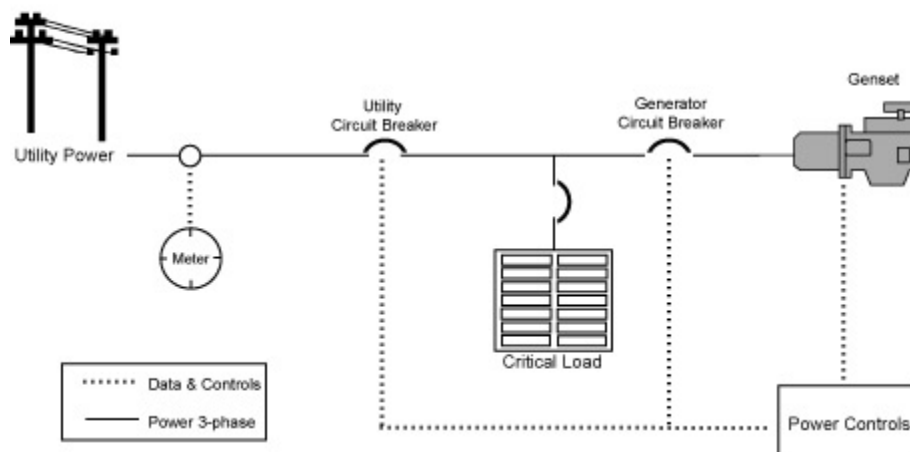 Genset
Utility
Circuit Breaker
Generator
Circuit Breaker
Utility Power
Meter
Critical Load
Data & Controls
Power 3-phase
Power Controls